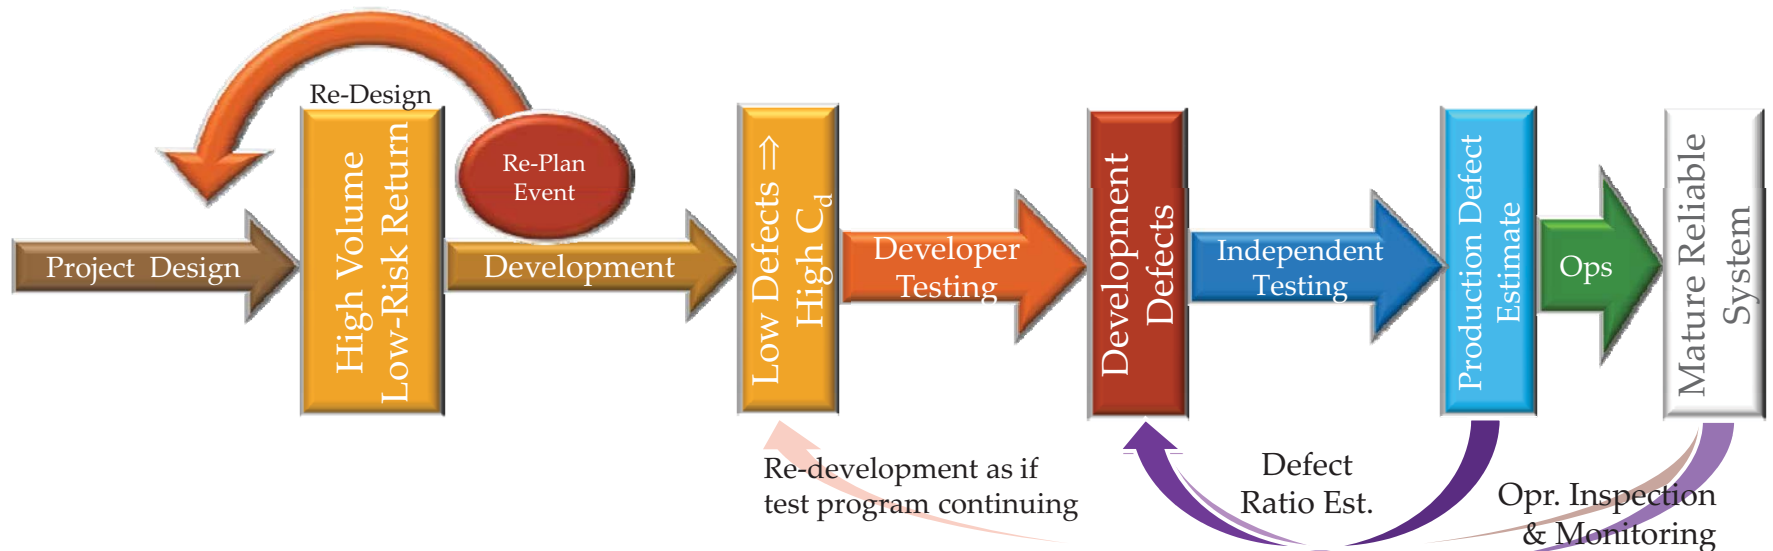 Re-Design
Re-Plan
Event
Project Design
High Volume
Low-Risk Return
Development
Low Defects ⇒
High Cd
Developer
Testing
Development
Defects
Independent
Testing
Production Defect
Estimate
Ops
Mature Reliable
System
Re-development as if
test program continuing
Defect
Ratio Est.
Opr. Inspection
& Monitoring